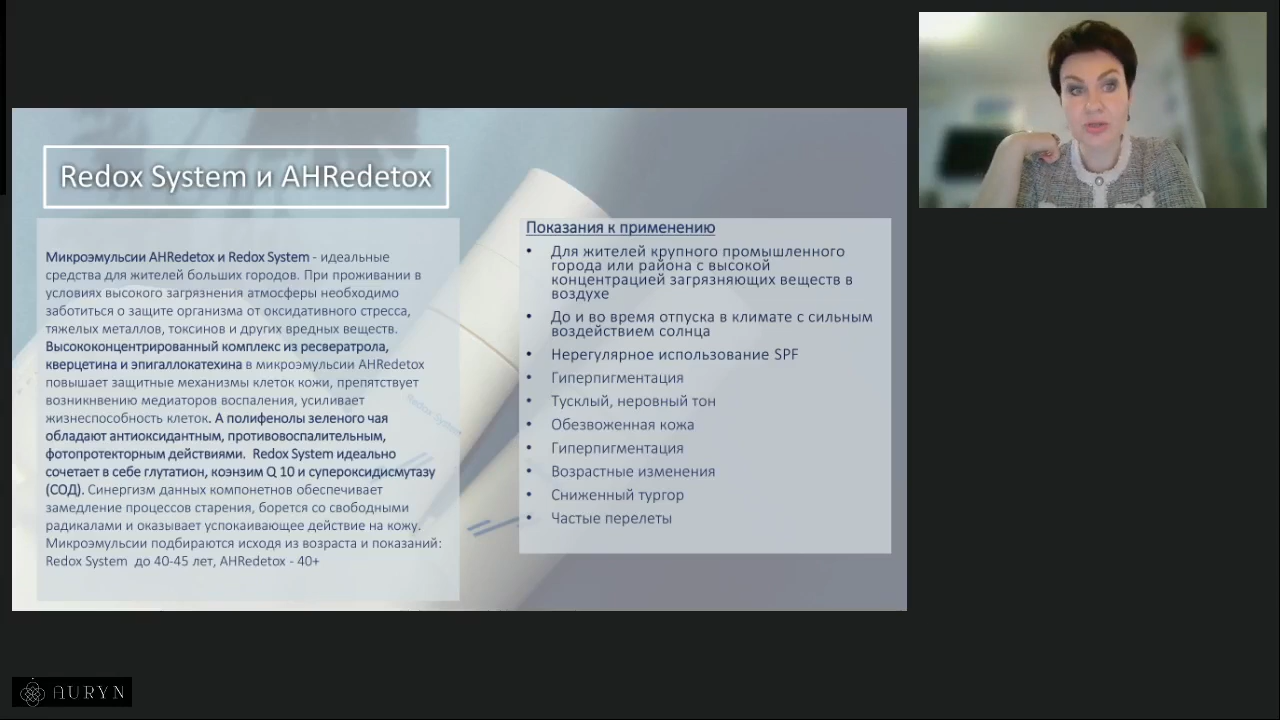 Redox System и AHRedetox
Микроэмульсии AHRedetox и Redox System - идеальные
средства для жителей больших городов. При проживании в
условиях высокого загрязнения атмосферы необходимо
заботиться о защите организма от оксидативного стресса,
тяжелых металлов, токсинов и других вредных веществ.
Высококонцентрированный комплекс из ресвератрола,
кверцетина и эпигаллокатехина в микроэмульсии AHRedetox
повышает защитные механизмы клеток кожи, препятствует
возникнвению медиаторов воспаления, усиливает
жизнеспособность клеток. А полифенолы зеленого чая
обладают антиоксидантным, противовоспалительным,
фотопротекторным действиями. Redox System идеально
сочетает в себе глутатион, коэнзим Q 10 и супероксидисмутазу
(СОД). Синергизм данных компонетнов обеспечивает
замедление процессов старения, борется со свободными
радикалами и оказывает успокаивающее действие на кожу.
Микроэмульсии подбираются исходя из возраста и показаний:
Redox System до 40-45 лет, AHRedetox - 40+
Redox System
Показания к применению
• Для жителей крупного промышленного
города или района с высокой
концентрацией загрязняющих веществ в
воздухе
• До и во время отпуска в климате с сильным
воздействием солнца
• Нерегулярное использование SPF
• Гиперпигментация
• Тусклый, неровный тон
• Обезвоженная кожа
• Гиперпигментация
• Возрастные изменения
• Сниженный тургор
• Частые перелеты
AURYN